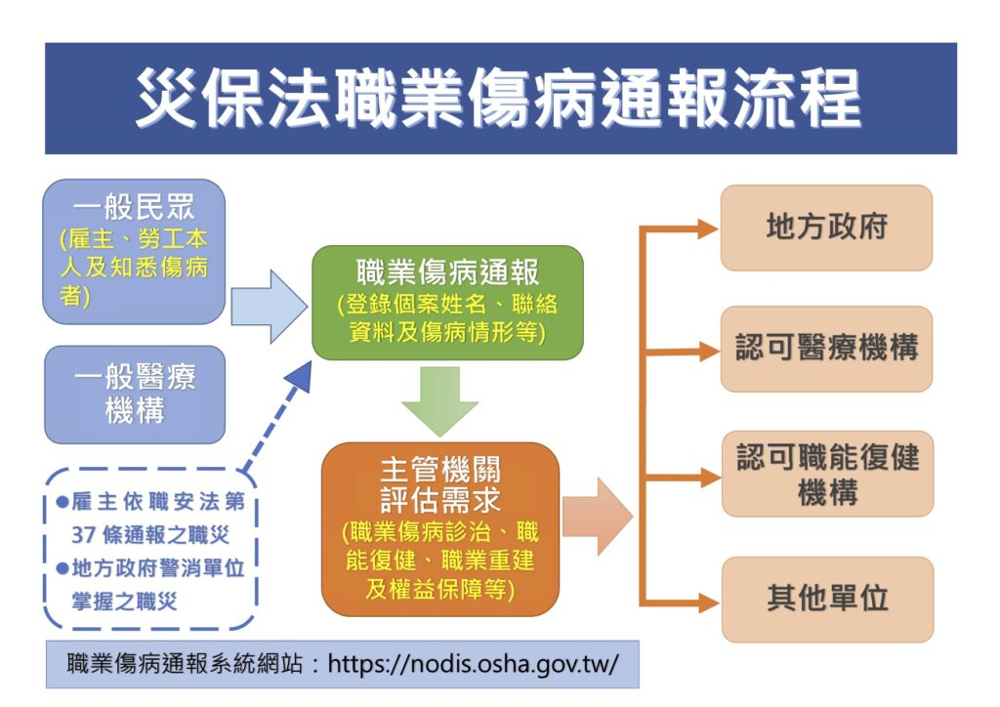 災保法職業傷病通報流程
一般民眾
(雇主、勞工本
人及知悉傷病
者)
一般醫療
機構
●雇主依職安法第
37 條通報之職災
●地方政府警消單位
掌握之職災
職業傷病通報
(登錄個案姓名、聯絡
資料及傷病情形等)
主管機關
評估需求
(職業傷病診治、職
能復健、職業重建
及權益保障等)
地方政府
認可醫療機構
認可職能復健
機構
其他單位
職業傷病通報系統網站：https://nodis.osha.gov.tw/